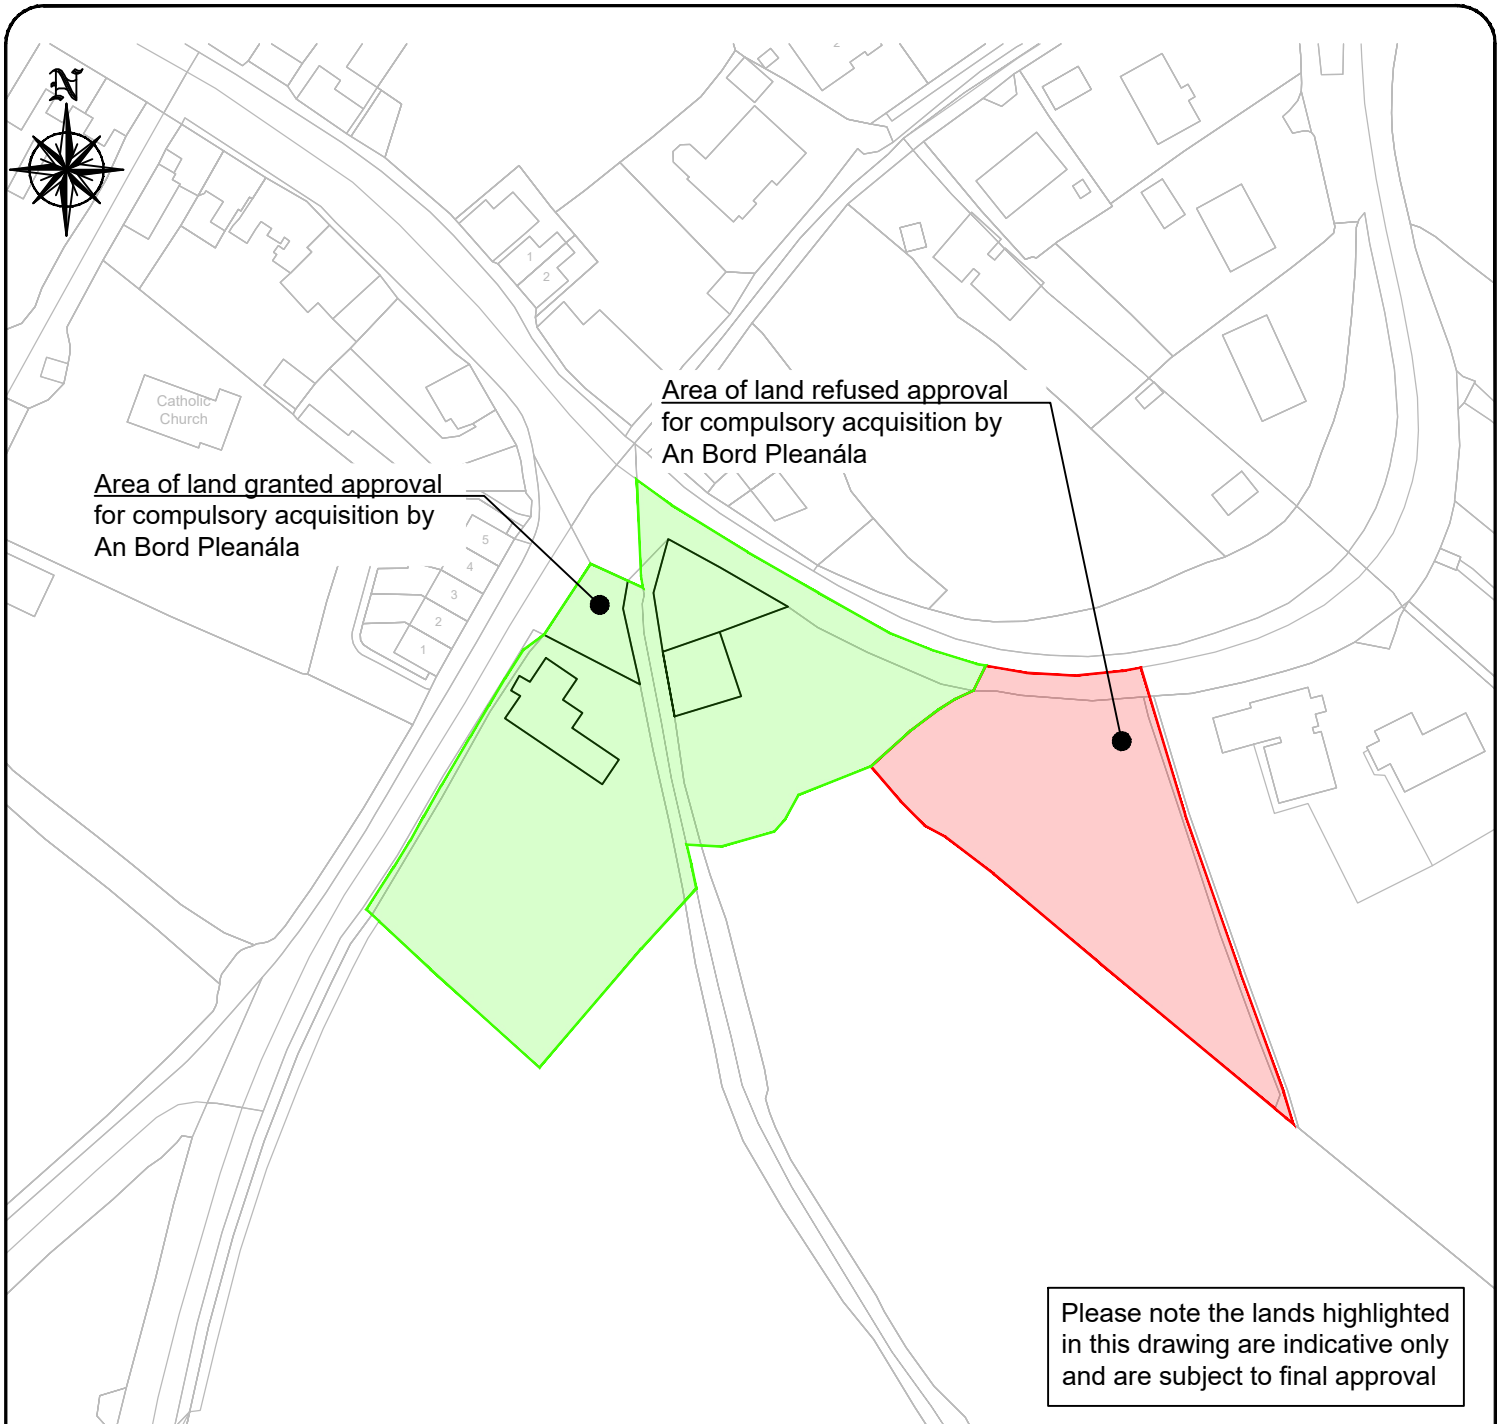 N
2
1
2
Catholic
Church
Area of land refused approval
for compulsory acquisition by
An Bord Pleanála
Area of land granted approval
for compulsory acquisition by
An Bord Pleanála
5
4
3
2
1
Please note the lands highlighted
in this drawing are indicative only
and are subject to final approval